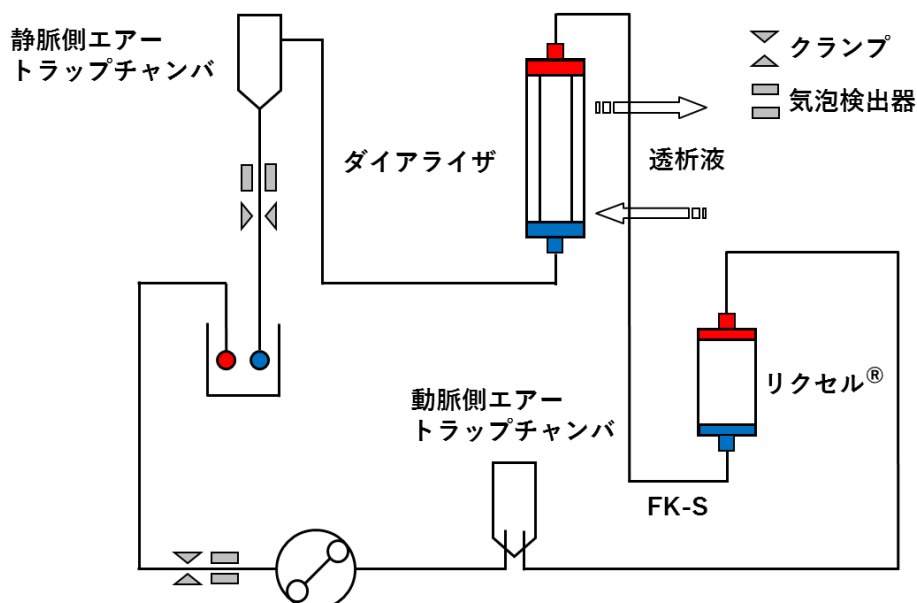 静脈側エアー
トラップチャンバ
クランプ
気泡検出器
ダイアライザ
透析液
リクセル®
動脈側エアー
トラップチャンバ
FK-S